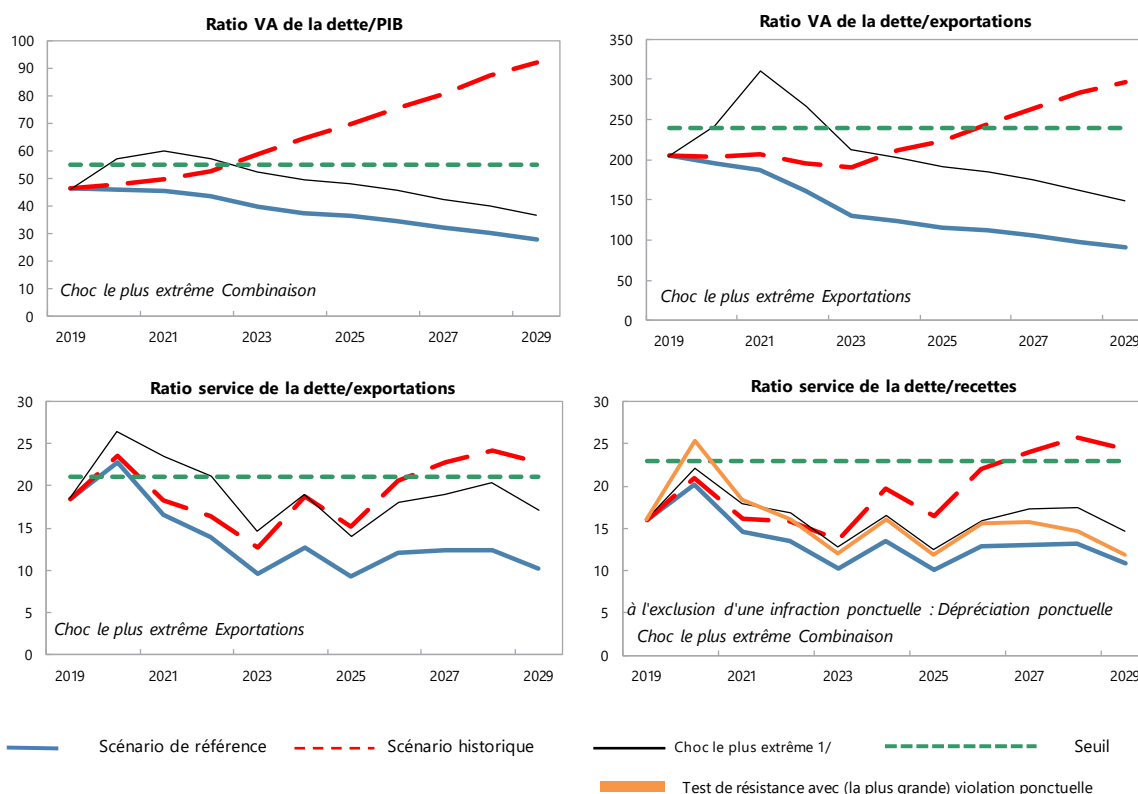 Ratio VA de la dette/PIB
100
90
80
70
60
50
40
30
20
10
0
2019 2021 2023 2025 2027 2029
Choc le plus extrême Combinaison
Ratio VA de la dette/exportations
350
300
250
200
150
100
50
0
2019 2021 2023 2025 2027 2029
Choc le plus extrême Exportations
Ratio service de la dette/exportations
30
25
20
15
10
5
0
2019 2021 2023 2025 2027 2029
Choc le plus extrême Exportations
Ratio service de la dette/recettes
30
25
20
15
10
5
0
2019 2021 2023 2025 2027 2029
à l'exclusion d'une infraction ponctuelle : Dépréciation ponctuelle
Choc le plus extrême Combinaison
Scénario de référence
Scénario historique
Choc le plus extrême 1/
Seuil
Test de résistance avec (la plus grande) violation ponctuelle